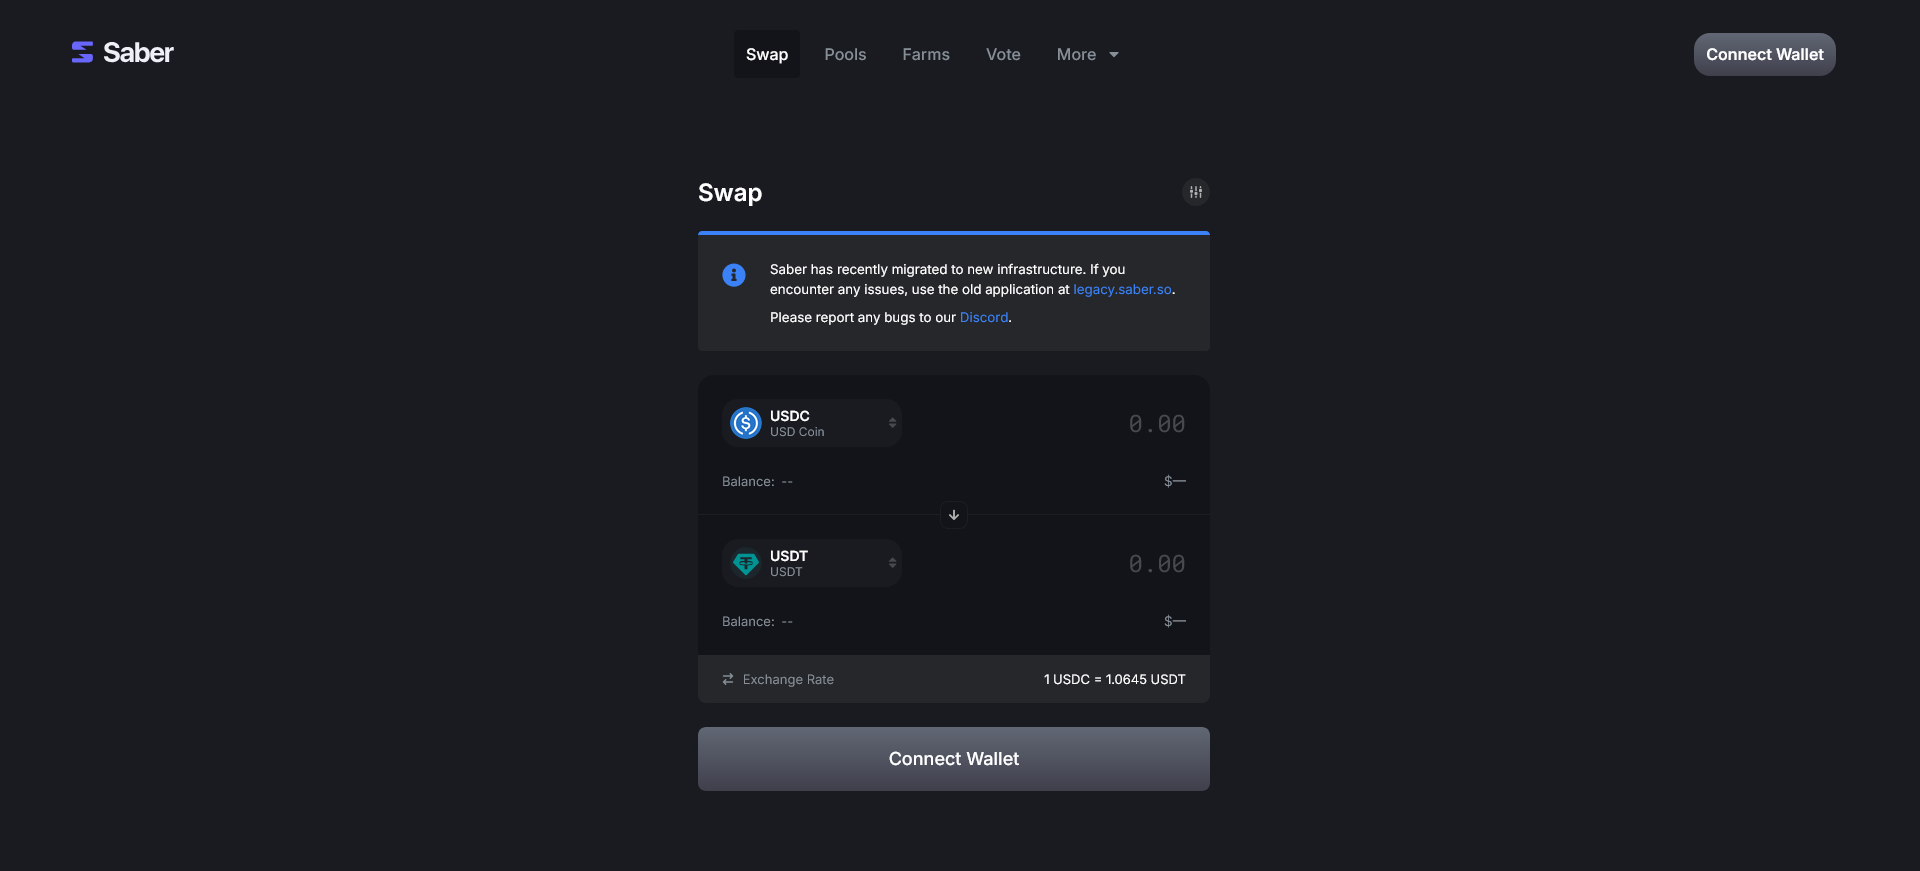 Saber
Swap
Pools
Farms
Vote
More
Connect Wallet
Swap
Saber has recently migrated to new infrastructure. If you
encounter any issues, use the old application at legacy.saber.so.
Please report any bugs to our Discord.
USDC
USD Coin
0.00
Balance: --
$—
USDT
USDT
0.00
Balance: --
$—
Exchange Rate
1 USDC = 1.0645 USDT
Connect Wallet